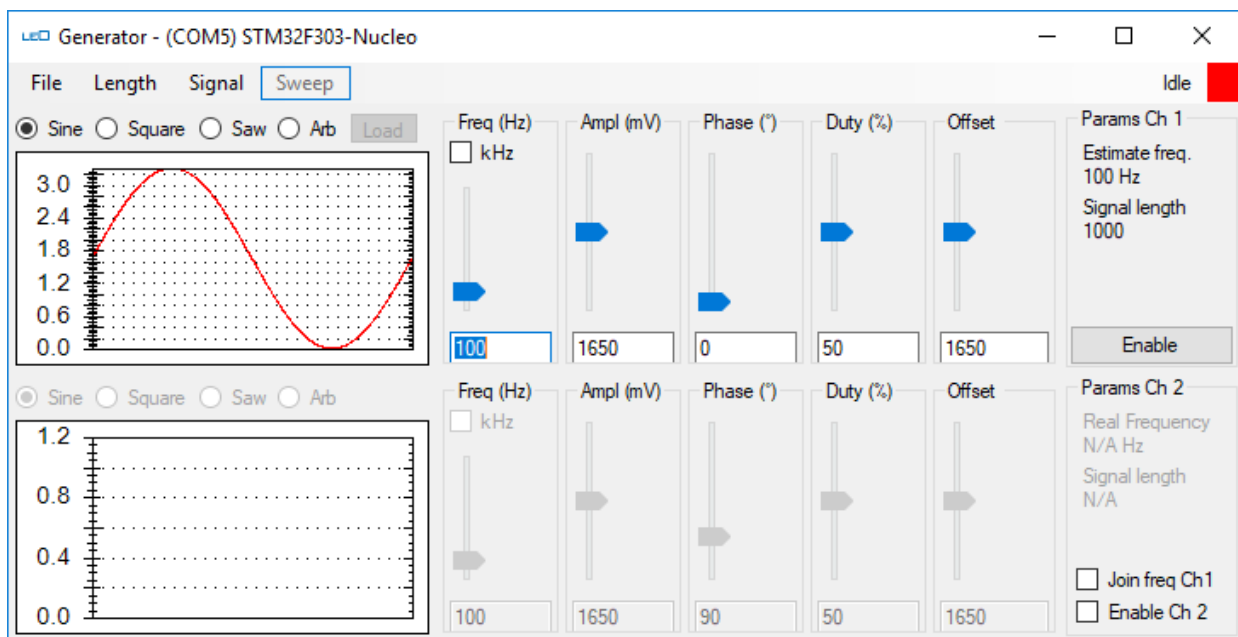 LEO Generator - (COM5) STM32F303-Nucleo
File Length Signal Sweep Idle
Sine Square Saw Arb Load
3.0
2.4
1.8
1.2
0.6
0.0
Freq (Hz) Ampl (mV) Phase (°) Duty (%) Offset
kHz
100 1650 0 50 1650
Params Ch 1
Estimate freq.
100 Hz
Signal length
1000
Enable
Sine Square Saw Arb
1.2
0.8
0.4
0.0
Freq (Hz) Ampl (mV) Phase (°) Duty (%) Offset
kHz
100 1650 90 50 1650
Params Ch 2
Real Frequency
N/A Hz
Signal length
N/A
Join freq Ch1
Enable Ch 2